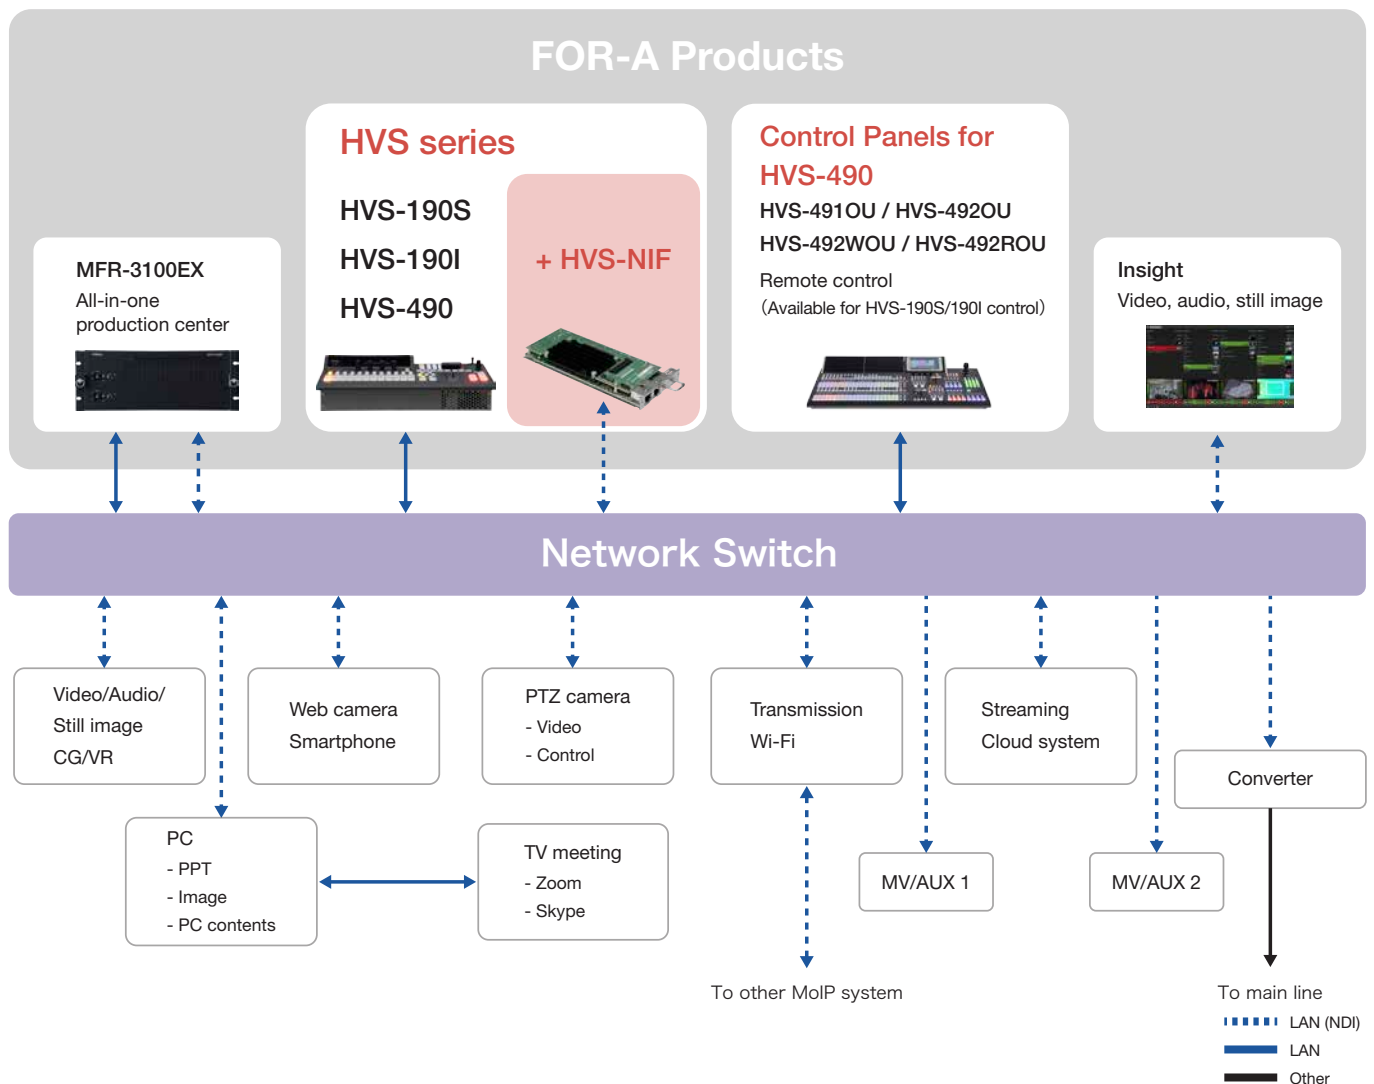 FOR-A Products
MFR-3100EX
All-in-one
production center
HVS series
HVS-190S
HVS-190I
HVS-490
+ HVS-NIF
Control Panels for
HVS-490
HVS-491OU / HVS-492OU
HVS-492WOU / HVS-492ROU
Remote control
(Available for HVS-190S/190I control)
Insight
Video, audio, still image
Network Switch
Video/Audio/
Still image
CG/VR
Web camera
Smartphone
PTZ camera
- Video
- Control
Transmission
Wi-Fi
Streaming
Cloud system
Converter
PC
- PPT
- Image
- PC contents
TV meeting
- Zoom
- Skype
MV/AUX 1
MV/AUX 2
To other MoIP system
To main line
LAN (NDI)
LAN
Other